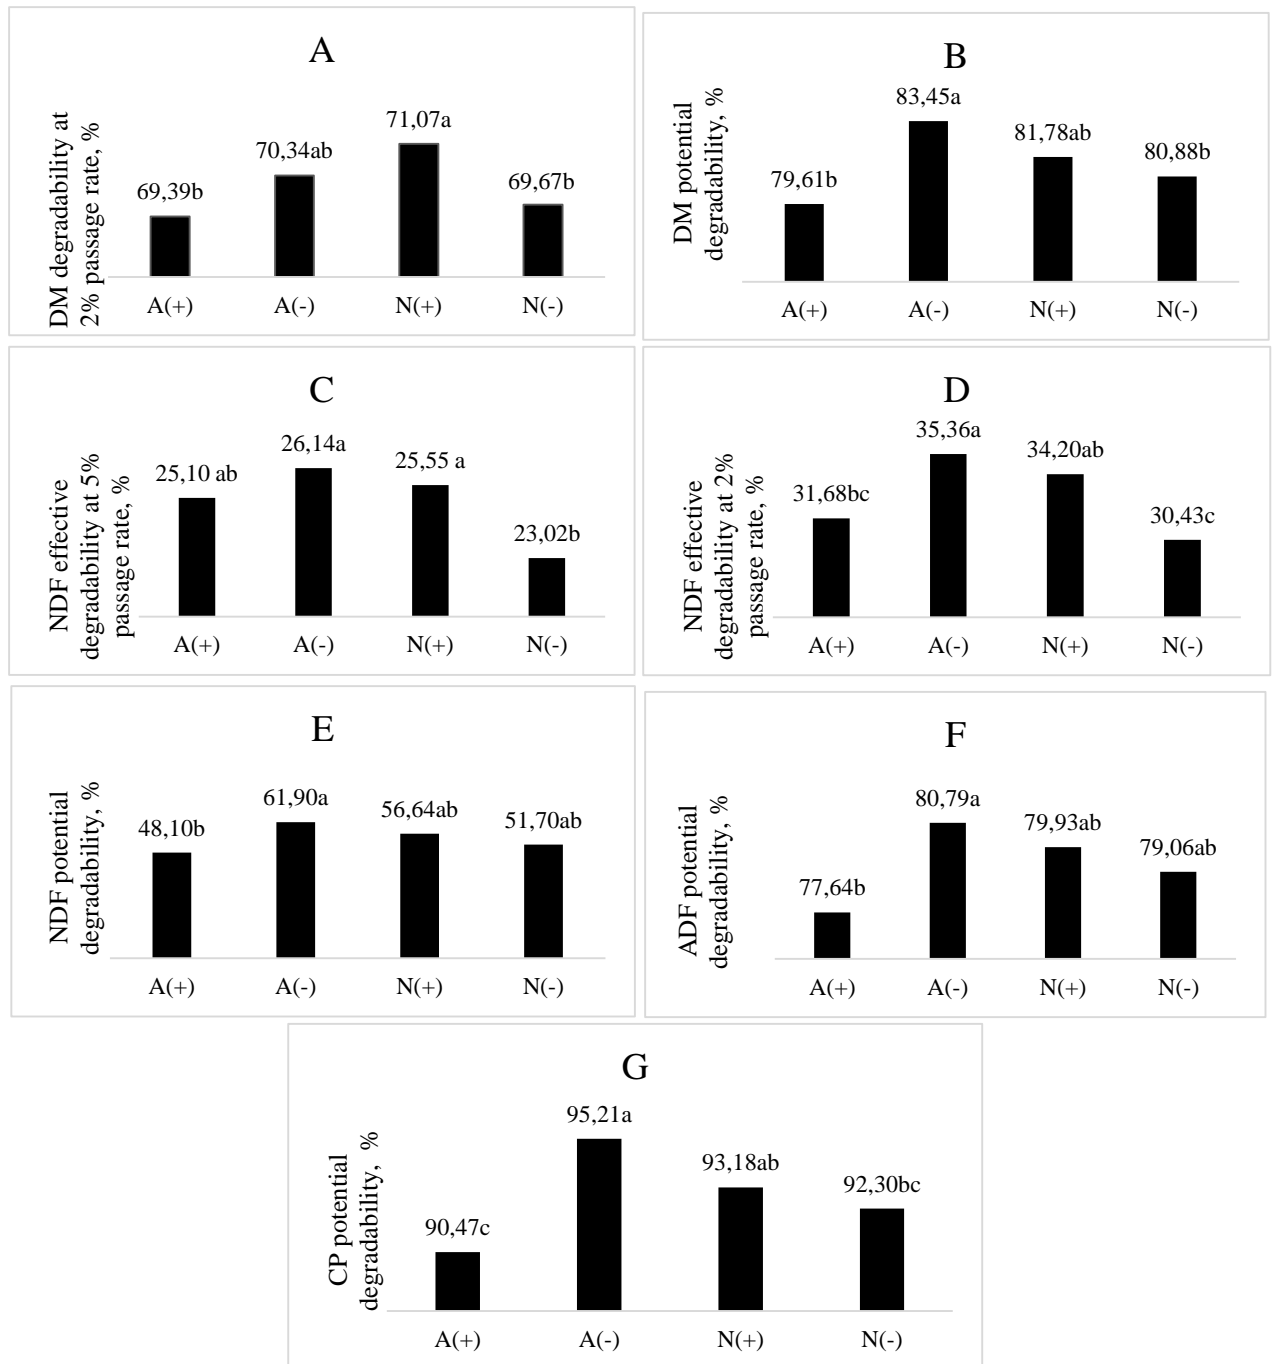 A
DM degradability at
2% passage rate, %
69,39b
70,34ab
71,07a
69,67b
A(+)
A(-)
N(+)
N(-)
B
DM potential
degradability, %
79,61b
83,45a
81,78ab
80,88b
A(+)
A(-)
N(+)
N(-)
C
NDF effective
degradability at 5%
passage rate, %
25,10 ab
26,14a
25,55 a
23,02b
A(+)
A(-)
N(+)
N(-)
D
NDF effective
degradability at 2%
passage rate, %
31,68bc
35,36a
34,20ab
30,43c
A(+)
A(-)
N(+)
N(-)
E
NDF potential
degradability, %
48,10b
61,90a
56,64ab
51,70ab
A(+)
A(-)
N(+)
N(-)
F
ADF potential
degradability, %
77,64b
80,79a
79,93ab
79,06ab
A(+)
A(-)
N(+)
N(-)
G
CP potential
degradability, %
90,47c
95,21a
93,18ab
92,30bc
A(+)
A(-)
N(+)
N(-)